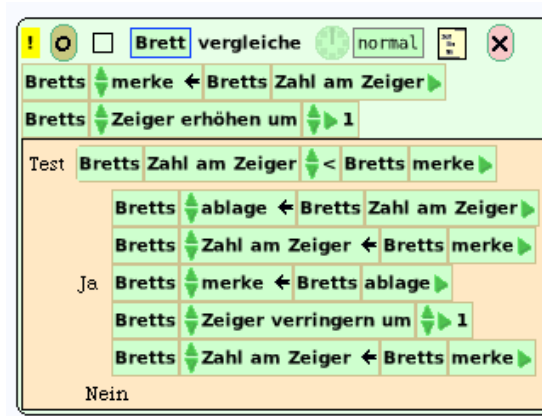 ! O Brett vergleiche normal
Bretts merke ← Bretts Zahl am Zeiger
Bretts Zeiger erhöhen um 1
Test Bretts Zahl am Zeiger < Bretts merke
Bretts ablage ← Bretts Zahl am Zeiger
Bretts Zahl am Zeiger ← Bretts merke
Ja Bretts merke ← Bretts ablage
Bretts Zeiger verringern um 1
Bretts Zahl am Zeiger ← Bretts merke
Nein